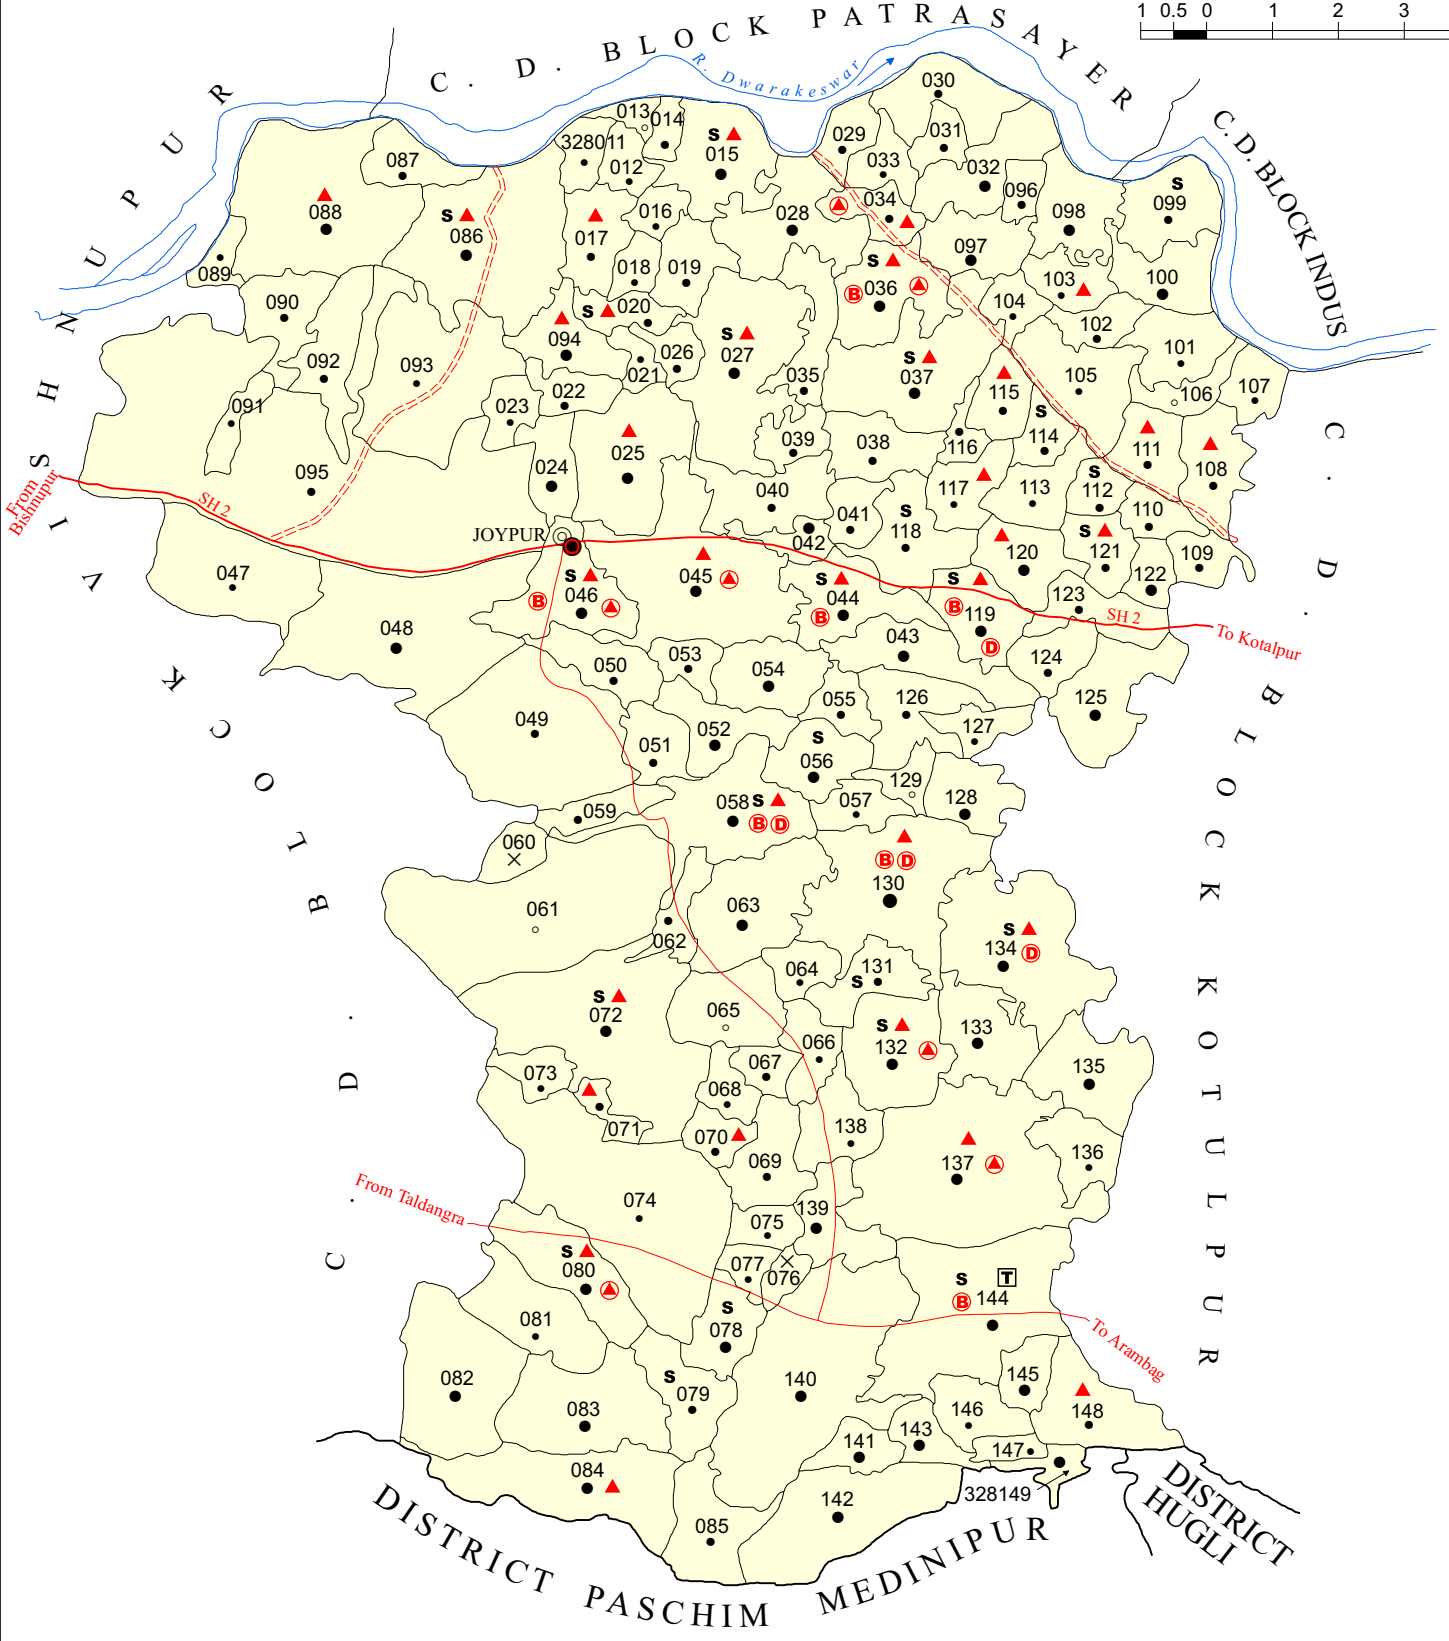 1 0.5 0 1 2 3
C. D. BLOCK PATRASAYER
R. Dwarakeswar
C.D. BLOCK INDUS
C. D. BLOCK VISHNUPUR
C. D. BLOCK KOTULPUR
030
013 014
029 031
328011
S 015
087 012 033 032
096
S 099
088
S 086
016
034
028
098
017
097
089
018 019
S 036
B
103
100
090
S 020
104
094
S 027
102
092 093
026
021
S 037
101
035
115
105
106 107
091
022
023
S 114
025
039 038
116
111
108
095
024
S 112
From Bishnupur
SH 2
040
117 113
041
S 118
110
JOYPUR
042
120
S 121
109
047
S 046
B
045
S 044
B
S 119
B
D
122
123
SH 2
To Kotalpur
048
043
050 053 054
124
055 126
125
049
052
127
051
S 056
129
058 S
B D
057
128
059
060
B D
130
061
063
062
S 134
D
064
131
S
S 072
065
S 132
133
066
073
067
135
068
071
070
138
069
137
136
From Taldangra
074
075 139
S 080
077 076
S T
B 144
S 078
081
To Arambag
082
S 079
140
145
083
146
148
141 143
147
084
328149
142
085
DISTRICT PASCHIM MEDINIPUR
DISTRICT HUGLI